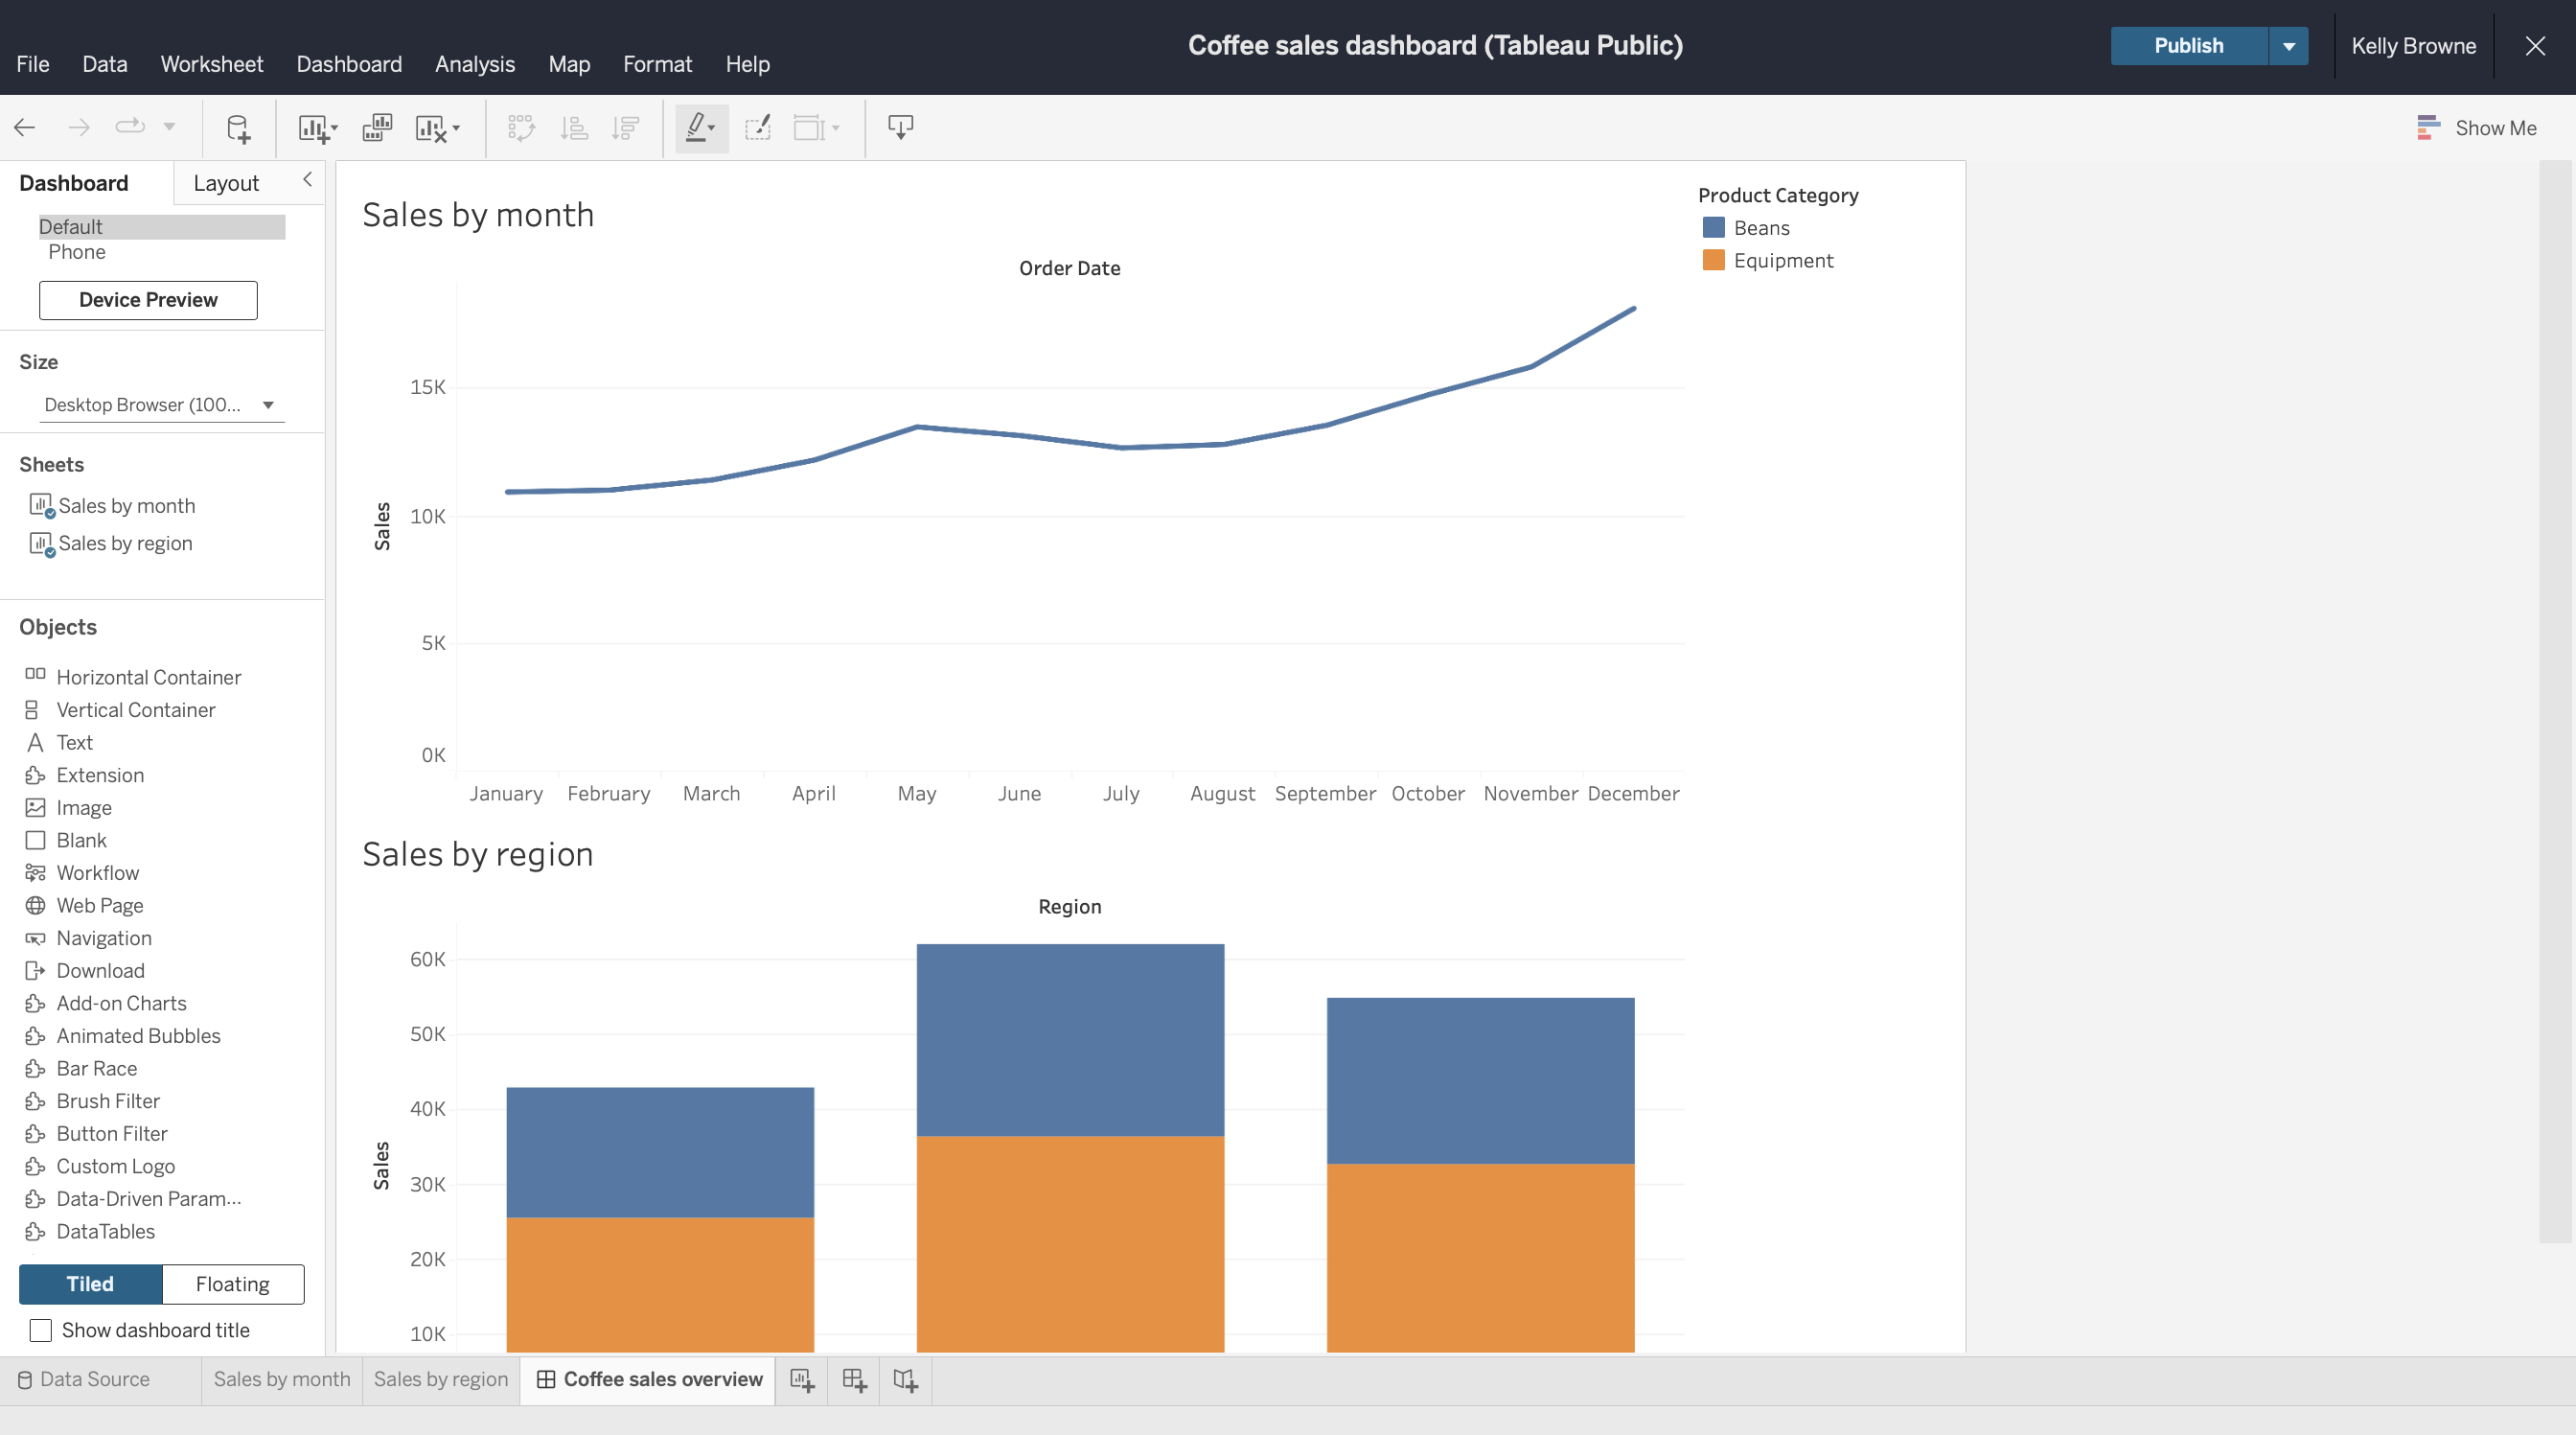 Coffee sales dashboard (Tableau Public)
Publish
Kelly Browne
File Data Worksheet Dashboard Analysis Map Format Help
Show Me
Dashboard Layout
Default
Phone
Device Preview
Size
Desktop Browser (100...
Sheets
Sales by month
Sales by region
Objects
Horizontal Container
Vertical Container
Text
Extension
Image
Blank
Workflow
Web Page
Navigation
Download
Add-on Charts
Animated Bubbles
Bar Race
Brush Filter
Button Filter
Custom Logo
Data-Driven Param...
DataTables
Tiled Floating
Show dashboard title
Sales by month
Order Date
Sales
15K
10K
5K
0K
January February March April May June July August September October November December
Product Category
Beans
Equipment
Sales by region
Region
Sales
60K
50K
40K
30K
20K
10K
Data Source Sales by month Sales by region Coffee sales overview